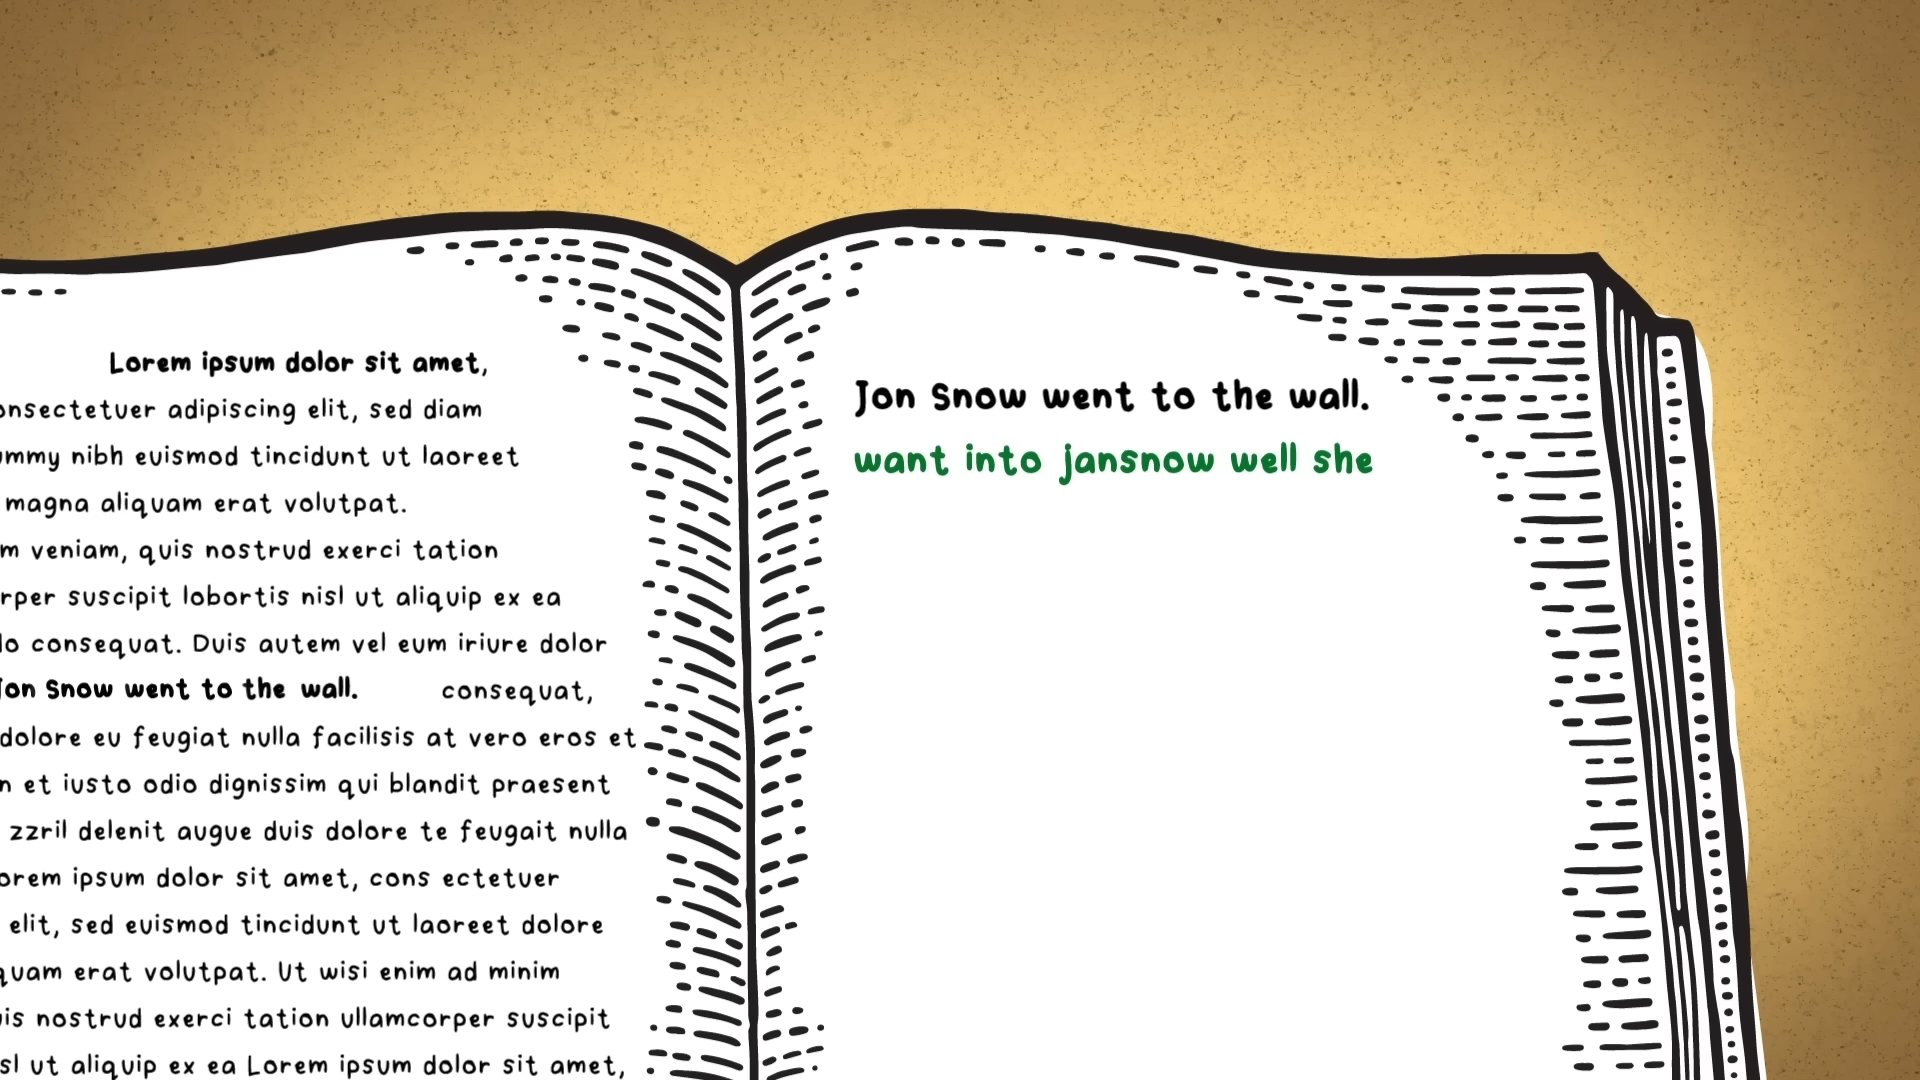 Lorem ipsum dolor sit amet,
onsectetuer adipiscing elit, sed diam
ummy nibh euismod tincidunt ut laoreet
magna aliquam erat volutpat.
m veniam, quis nostrud exerci tation
rper suscipit lobortis nisl ut aliquip ex ea
lo consequat. Duis autem vel eum iriure dolor
Jon Snow went to the wall. consequat,
dolore eu feugiat nulla facilisis at vero eros et
n et iusto odio dignissim qui blandit praesent
zzril delenit augue duis dolore te feugait nulla
orem ipsum dolor sit amet, cons ectetuer
elit, sed euismod tincidunt ut laoreet dolore
quam erat volutpat. Ut wisi enim ad minim
uis nostrud exerci tation ullamcorper suscipit
sl ut aliquip ex ea Lorem ipsum dolor sit amet,
Jon Snow went to the wall.
want into jansnow well she